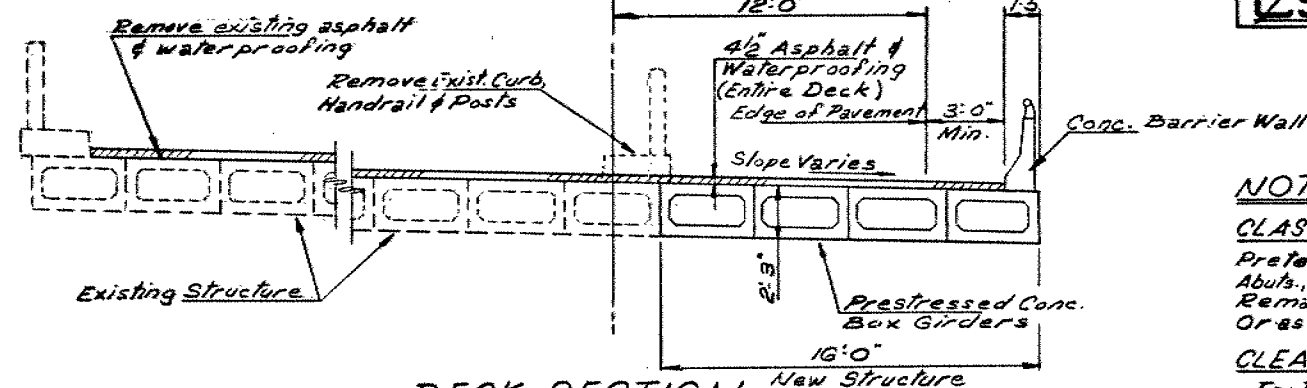 Remove existing asphalt
& waterproofing
Remove Exist. Curb,
Handrail & Posts
12'-0"
4½" Asphalt &
Waterproofing
(Entire Deck)
Edge of Pavement
3'-0"
Min.
Conc. Barrier Wall
Slope Varies
Existing Structure
2'-3"
Prestressed Conc.
Box Girders
16'-0"
New Structure
DECK SECTION
NOT
CLAS
Prete
Abuts.,
Rema
Or as
CLEA